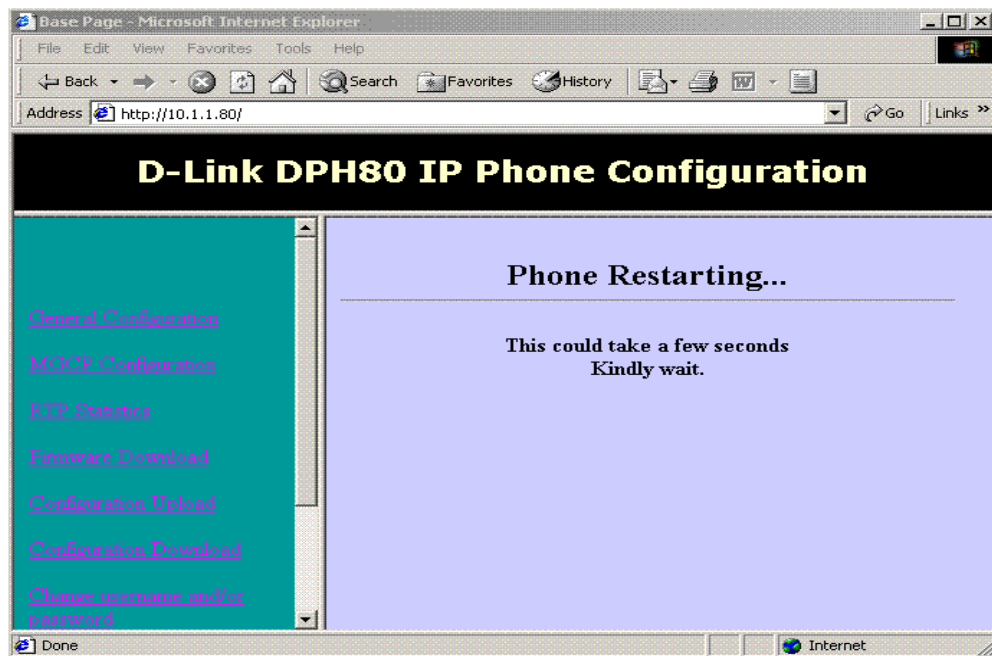 Base Page - Microsoft Internet Explorer
File Edit View Favorites Tools Help
Back Search Favorites History
Address http://10.1.1.80/ Go Links »
D-Link DPH80 IP Phone Configuration
General Configuration
MGCP Configuration
RTP Statistics
Firmware Download
Configuration Upload
Configuration Download
Change username and/or
password
Phone Restarting...
This could take a few seconds
Kindly wait.
Done Internet